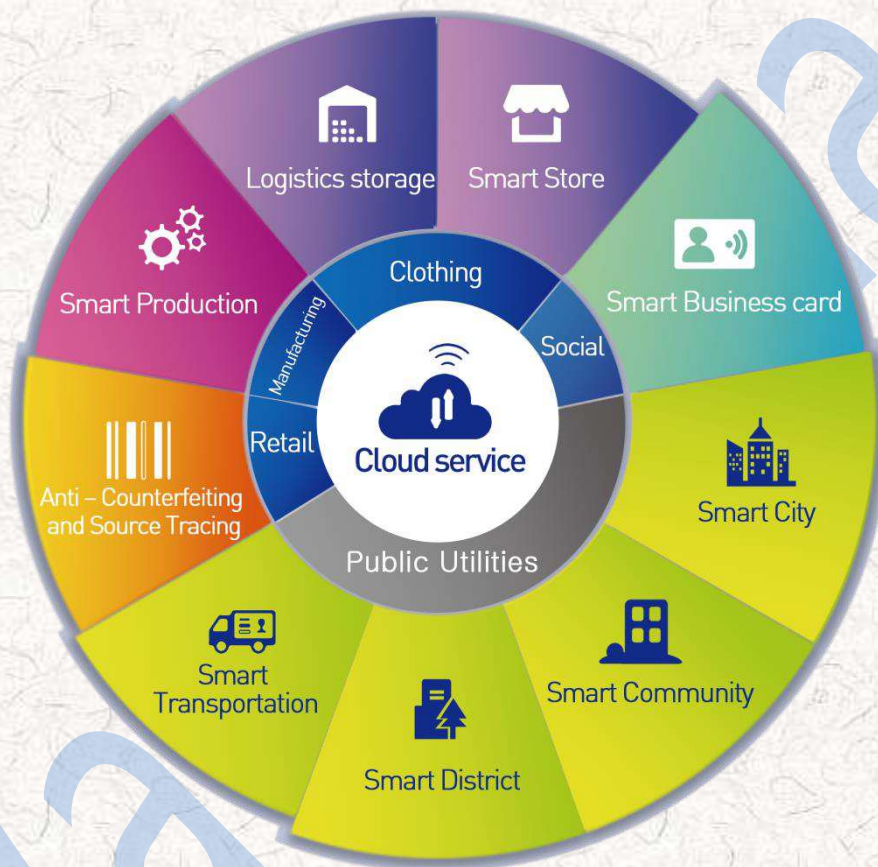 Logistics storage
Smart Store
Smart Production
Smart Business card
Clothing
Manufacturing
Social
Retail
Cloud service
Anti – Counterfeiting
and Source Tracing
Smart City
Public Utilities
Smart
Transportation
Smart Community
Smart District